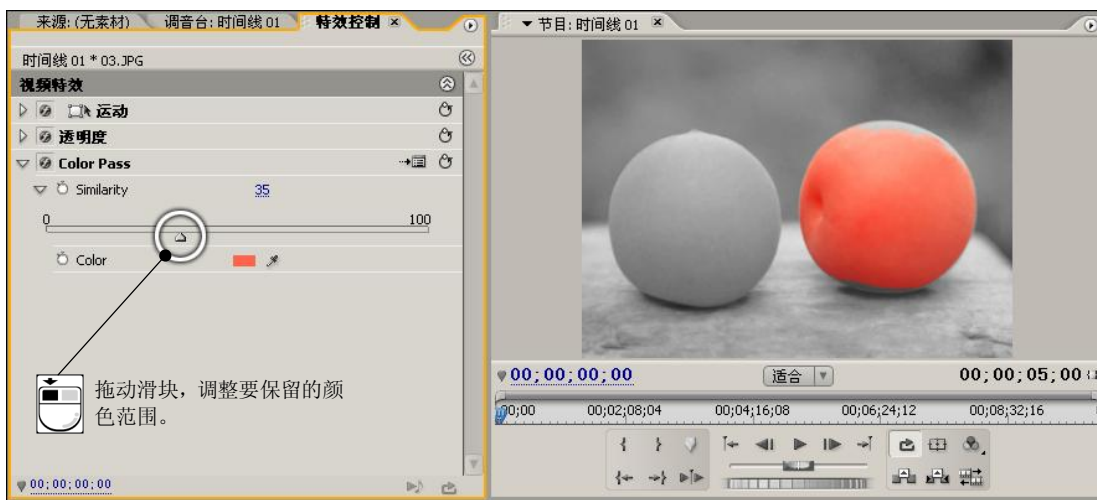 来源: (无素材)
调音台: 时间线 01
特效控制
时间线 01 * 03.JPG
视频特效
运动
透明度
Color Pass
Similarity
35
0
100
Color
拖动滑块，调整要保留的颜
色范围。
00;00;00;00
节目: 时间线 01
00;00;00;00
适合
00;00;05;00
00;00
00;02;08;04
00;04;16;08
00;06;24;12
00;08;32;16